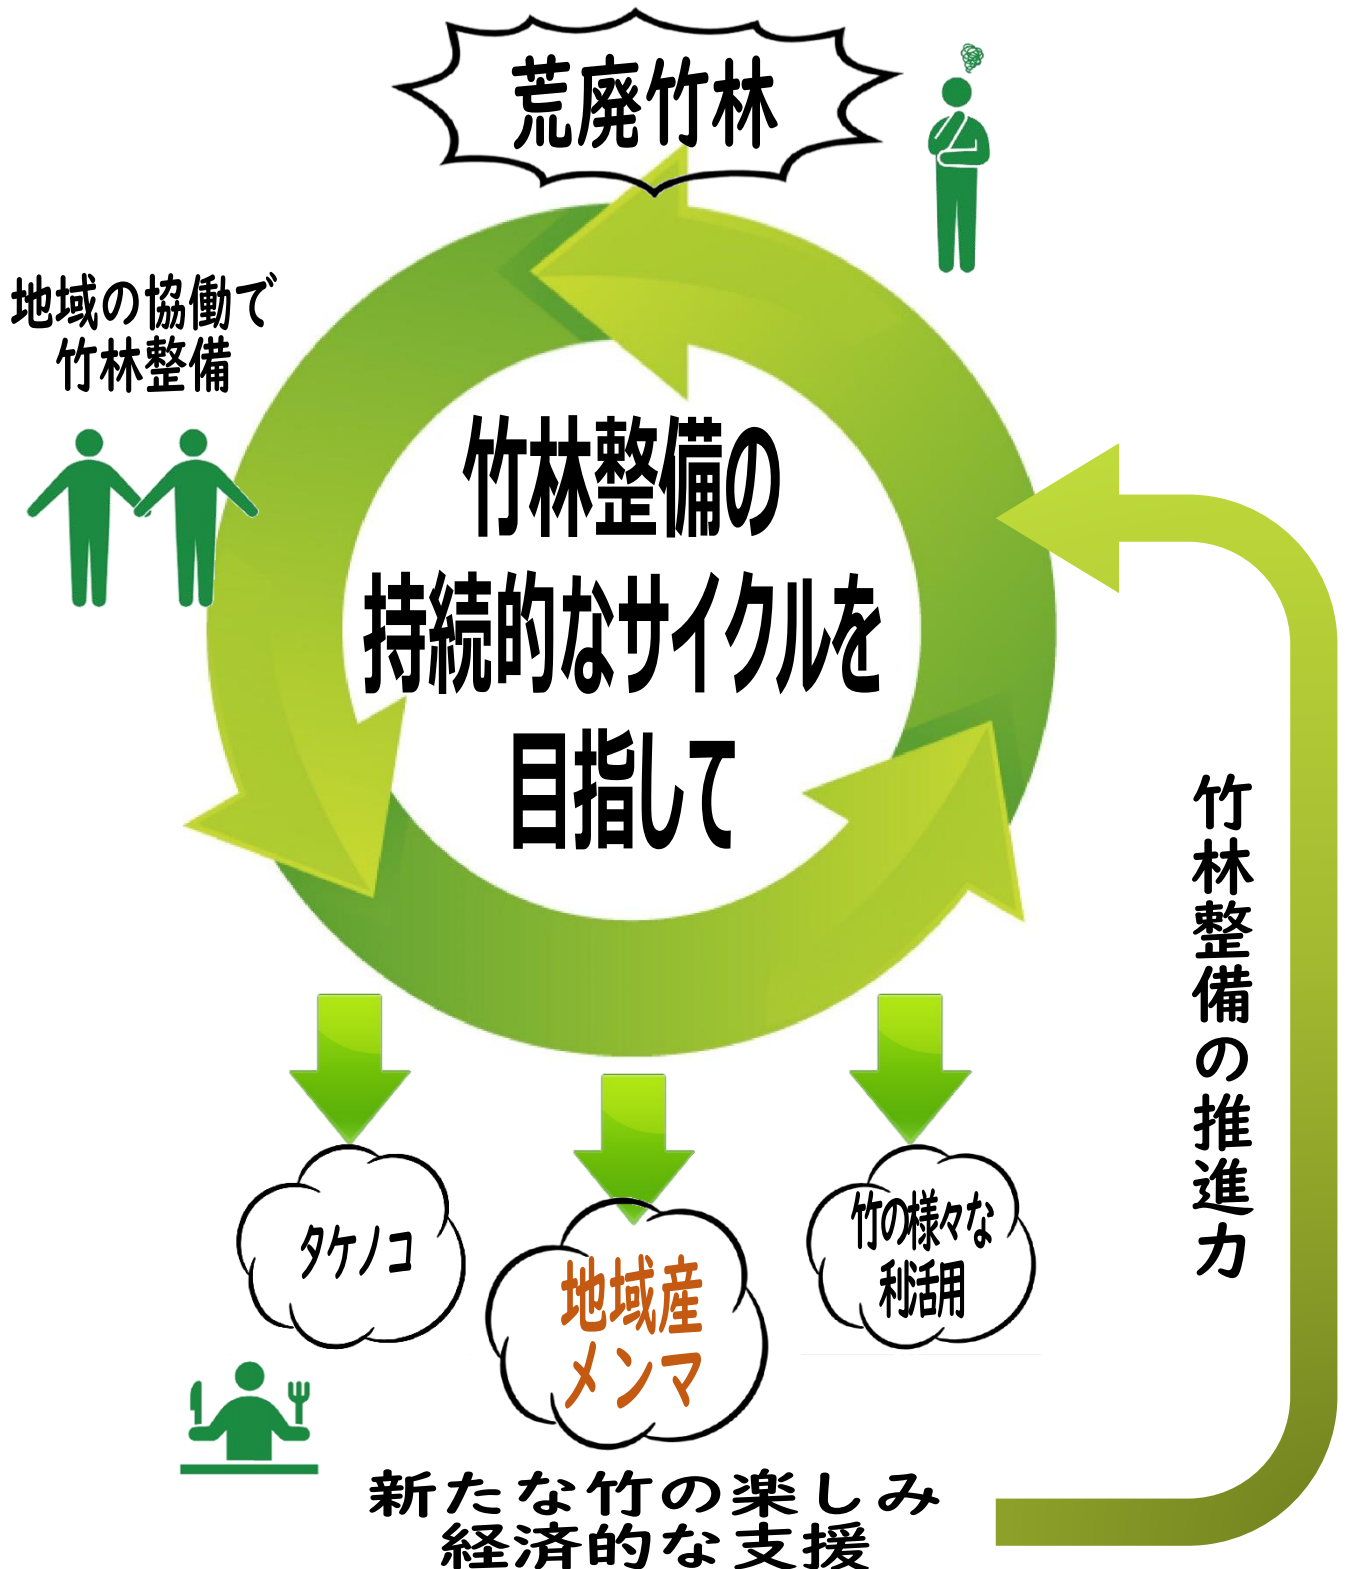 荒廃竹林
地域の協働で
竹林整備
竹林整備の
持続的なサイクルを
目指して
竹林整備の推進力
タケノコ
地域産
メンマ
竹の様々な
利活用
新たな竹の楽しみ
経済的な支援